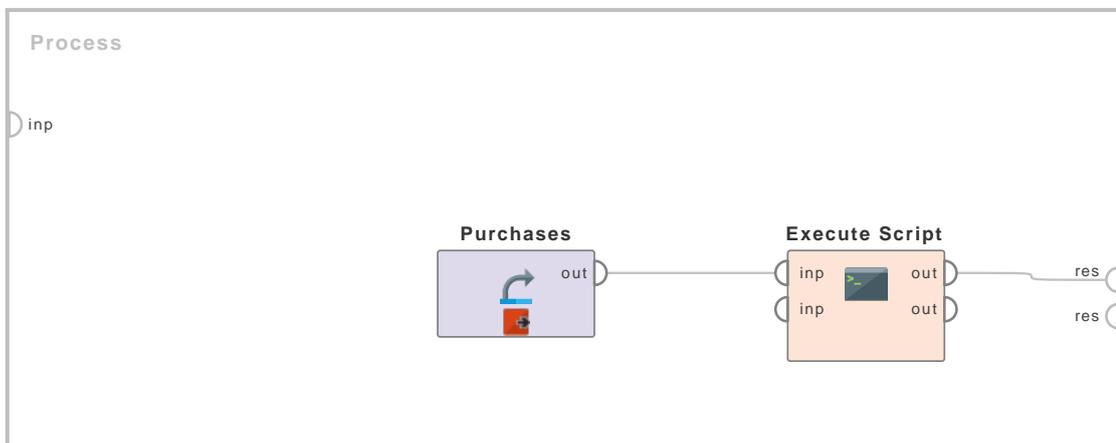 Process
inp
Purchases
Execute Script
out
inp
out
res
inp
out
res